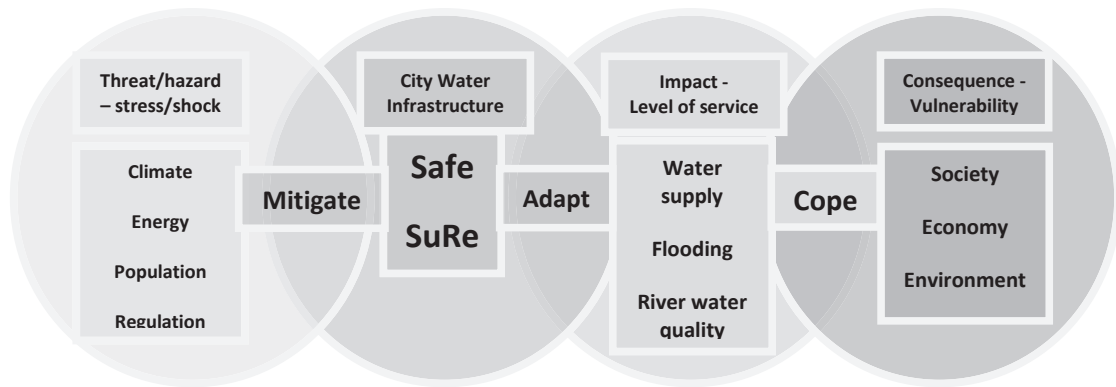 Threat/hazard
– stress/shock
Climate
Energy
Population
Regulation
Mitigate
City Water
Infrastructure
Safe
SuRe
Adapt
Impact -
Level of service
Water
supply
Flooding
River water
quality
Cope
Consequence -
Vulnerability
Society
Economy
Environment